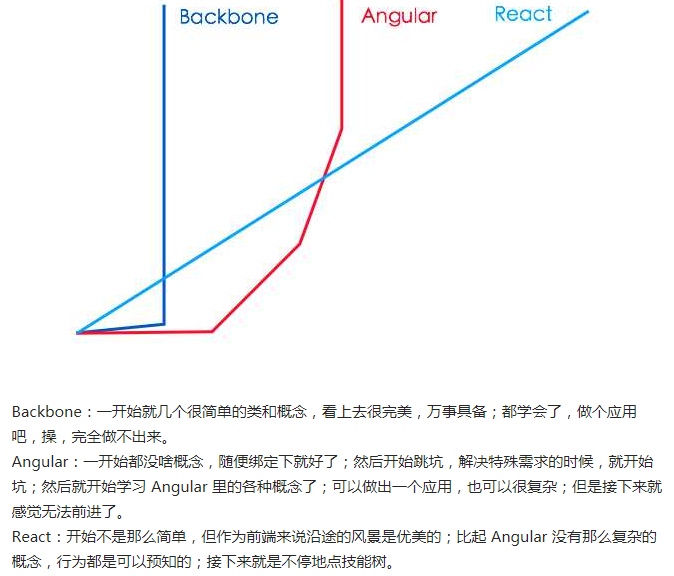 Backbone
Angular
React
Backbone：一开始就几个很简单的类和概念，看上去很完美，万事具备；都学会了，做个应用
吧，操，完全做不出来。
Angular：一开始都没啥概念，随便绑定下就好了；然后开始跳坑，解决特殊需求的时候，就开始
坑；然后就开始学习 Angular 里的各种概念了；可以做出一个应用，也可以很复杂；但是接下来就
感觉无法前进了。
React：开始不是那么简单，但作为前端来说沿途的风景是优美的；比起 Angular 没有那么复杂的
概念，行为都是可以预知的；接下来就是不停地点技能树。